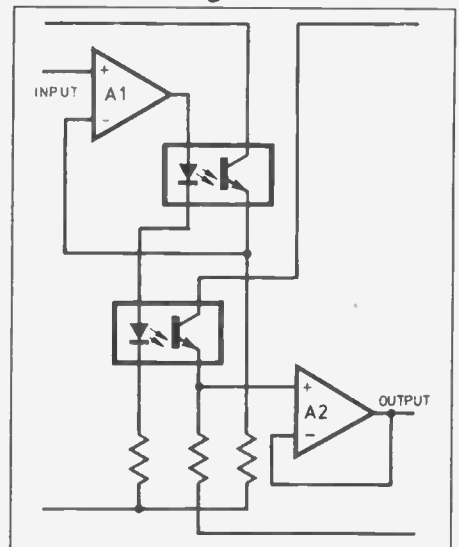 +
INPUT
A1
-
+
A2
OUTPUT
-